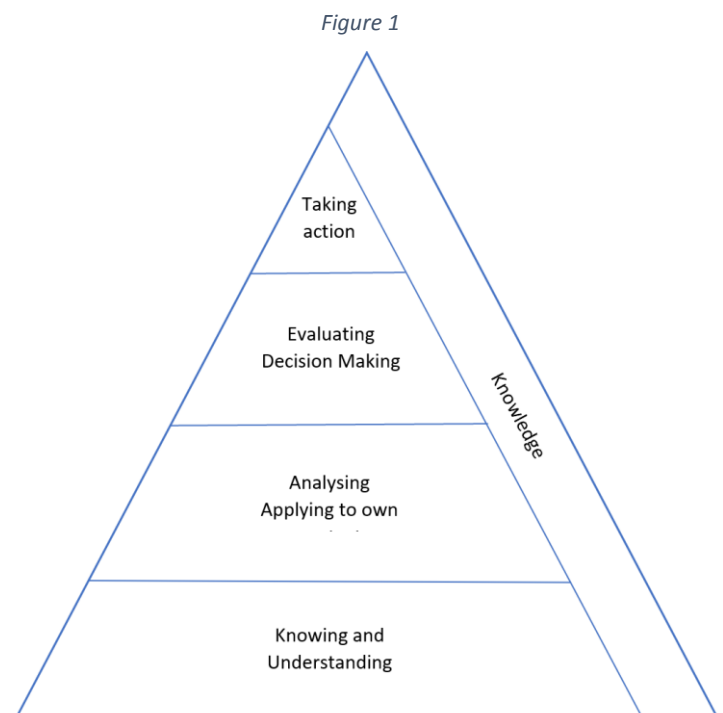 Figure 1
Taking
action
Evaluating
Decision Making
Knowledge
Analysing
Applying to own
Knowing and
Understanding